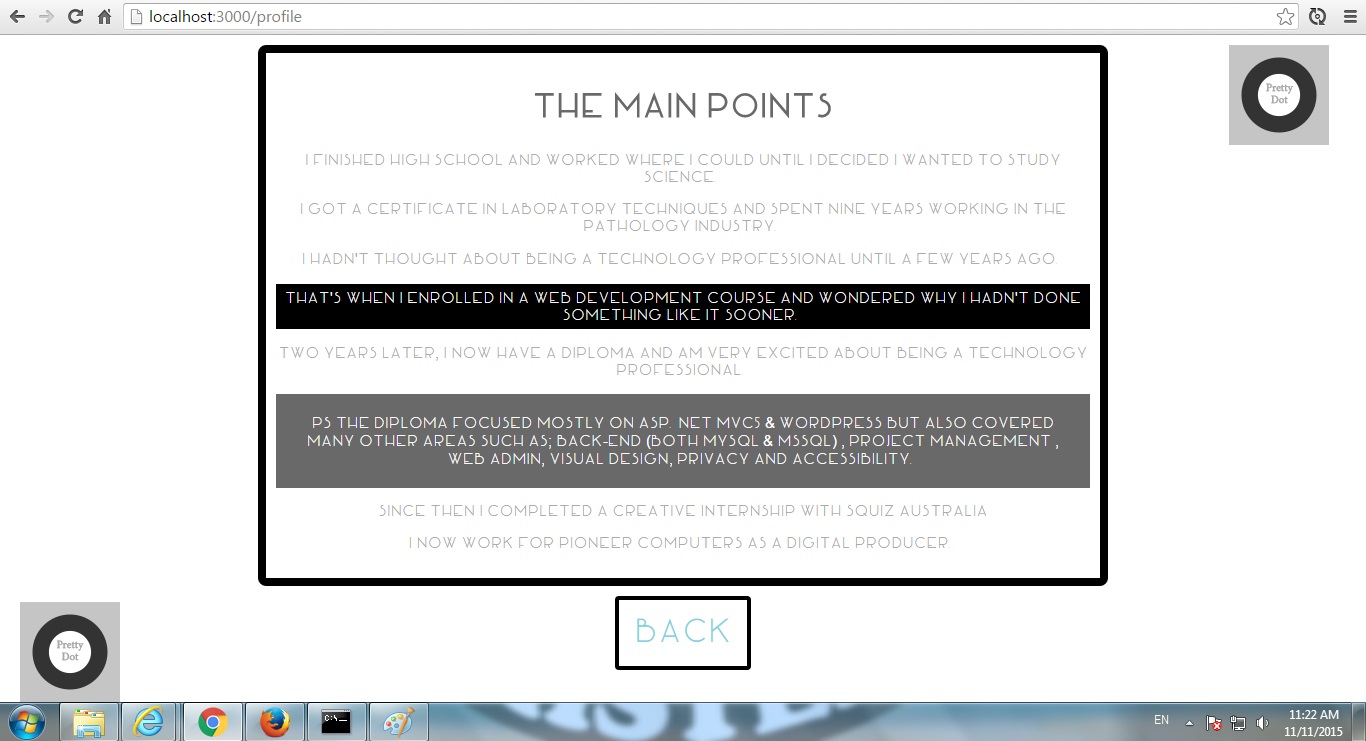 localhost:3000/profile
Pretty
Dot
THE MAIN POINTS
I FINISHED HIGH SCHOOL AND WORKED WHERE I COULD UNTIL I DECIDED I WANTED TO STUDY
SCIENCE
I GOT A CERTIFICATE IN LABORATORY TECHNIQUES AND SPENT NINE YEARS WORKING IN THE
PATHOLOGY INDUSTRY
I HADN'T THOUGHT ABOUT BEING A TECHNOLOGY PROFESSIONAL UNTIL A FEW YEARS AGO.
THAT'S WHEN I ENROLLED IN A WEB DEVELOPMENT COURSE AND WONDERED WHY I HADN'T DONE
SOMETHING LIKE IT SOONER.
TWO YEARS LATER, I NOW HAVE A DIPLOMA AND AM VERY EXCITED ABOUT BEING A TECHNOLOGY
PROFESSIONAL
PS THE DIPLOMA FOCUSED MOSTLY ON ASP. NET MVC5 & WORDPRESS BUT ALSO COVERED
MANY OTHER AREAS SUCH AS; BACK-END (BOTH MYSQL & MSSQL) , PROJECT MANAGEMENT ,
WEB ADMIN, VISUAL DESIGN, PRIVACY AND ACCESSIBILITY.
SINCE THEN I COMPLETED A CREATIVE INTERNSHIP WITH SQUIZ AUSTRALIA
I NOW WORK FOR PIONEER COMPUTERS AS A DIGITAL PRODUCER.
BACK
Pretty
Dot
C:\
EN
11:22 AM
11/11/2015